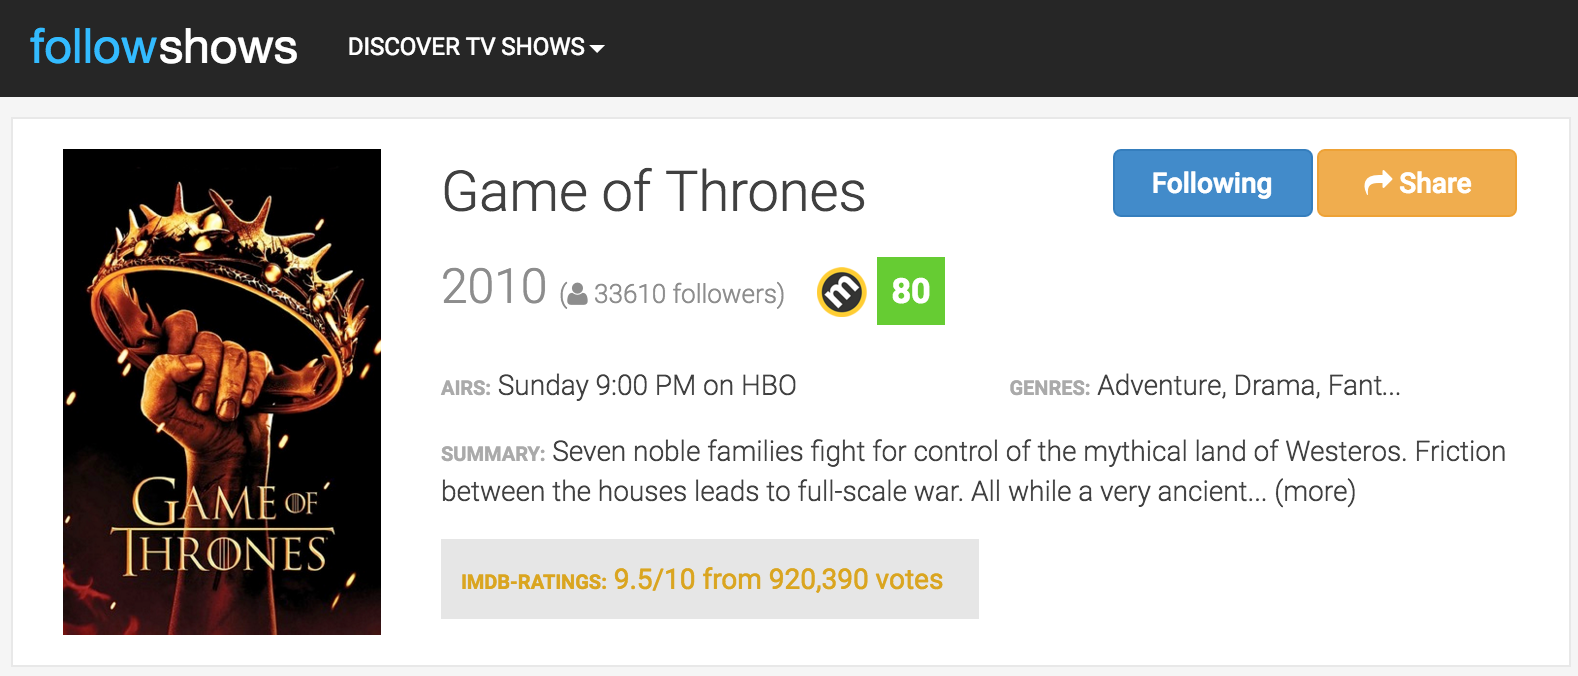 followshows
DISCOVER TV SHOWS
Game of Thrones
Following
Share
2010 (33610 followers)
m
80
AIRS: Sunday 9:00 PM on HBO
GENRES: Adventure, Drama, Fant...
SUMMARY: Seven noble families fight for control of the mythical land of Westeros. Friction
between the houses leads to full-scale war. All while a very ancient... (more)
IMDB-RATINGS: 9.5/10 from 920,390 votes
GAME OF
THRONES